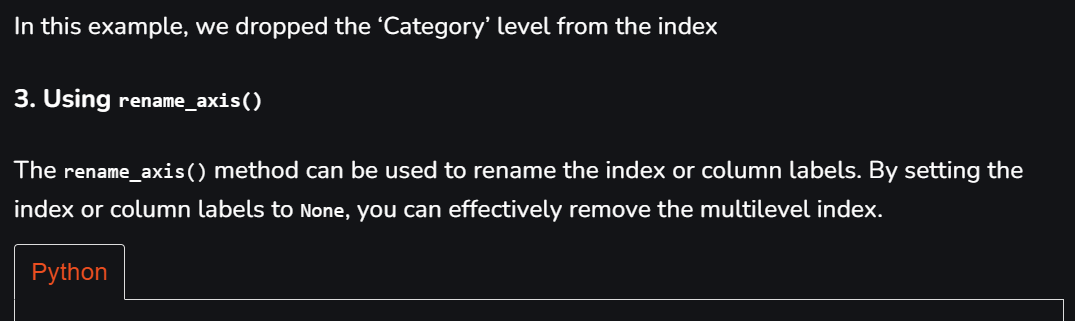 In this example, we dropped the ‘Category’ level from the index
3. Using rename_axis()
The rename_axis() method can be used to rename the index or column labels. By setting the
index or column labels to None, you can effectively remove the multilevel index.
Python